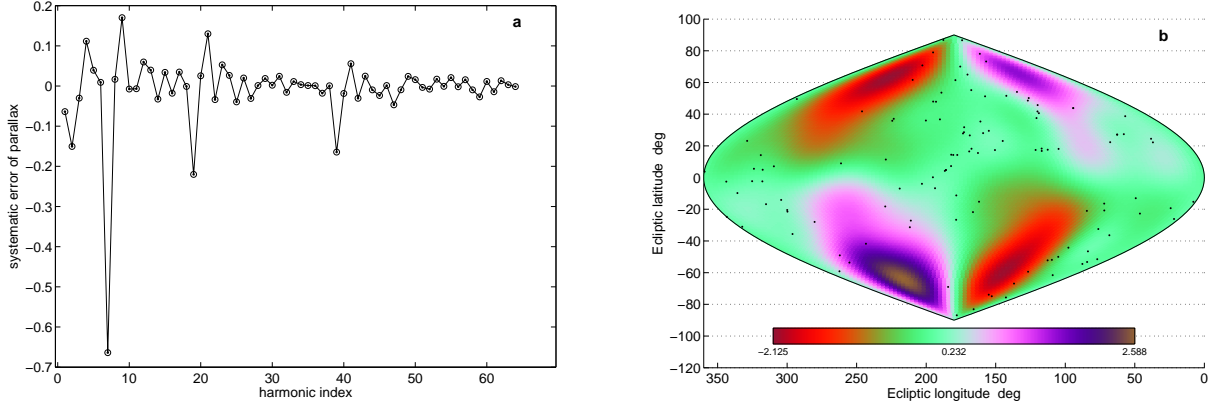 a
0.2
0.1
0
−0.1
−0.2
−0.3
−0.4
−0.5
−0.6
−0.7
systematic error of parallax
0 10 20 30 40 50 60
harmonic index
b
100
80
60
40
20
0
−20
−40
−60
−80
−100
−120
Ecliptic latitude deg
−2.125 0.232 2.588
350 300 250 200 150 100 50 0
Ecliptic longitude deg